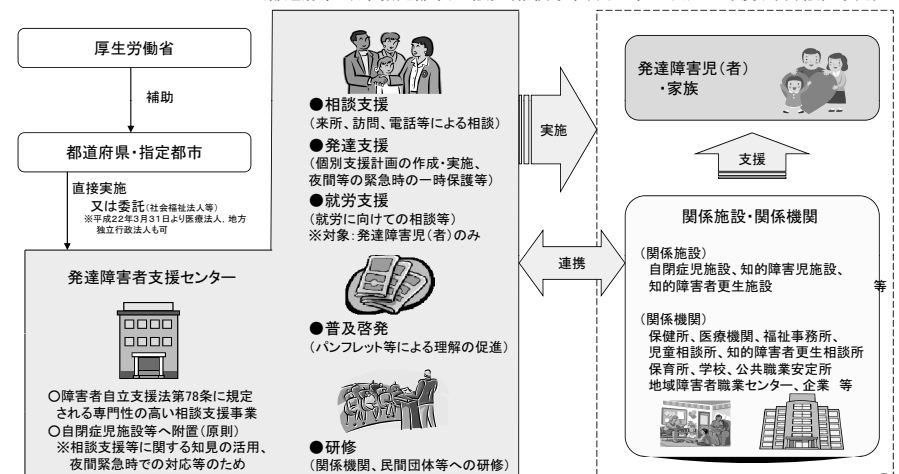 厚生労働省
補助
都道府県・指定都市
直接実施
又は委託(社会福祉法人等)
※平成22年3月31日より医療法人, 地方
独立行政法人も可
発達障害者支援センター
○障害者自立支援法第78条に規定
される専門性の高い相談支援事業
○自閉症児施設等へ附置(原則)
※相談支援等に関する知見の活用、
夜間緊急時での対応等のため
●相談支援
(来所、訪問、電話等による相談)
●発達支援
(個別支援計画の作成・実施、
夜間等の緊急時の一時保護等)
●就労支援
(就労に向けての相談等)
※対象:発達障害児(者)のみ
●普及啓発
(パンフレット等による理解の促進)
●研修
(関係機関、民間団体等への研修)
実施
連携
発達障害児(者)
・家族
支援
関係施設・関係機関
(関係施設)
自閉症児施設、知的障害児施設、
知的障害者更生施設 等
(関係機関)
保健所、医療機関、福祉事務所、
児童相談所、知的障害者更生相談所
保育所、学校、公共職業安定所
地域障害者職業センター、企業 等